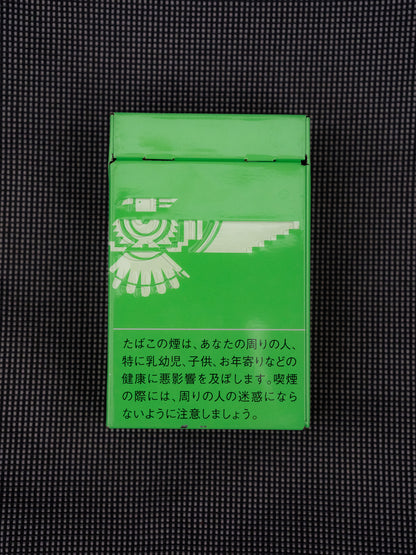 たばこの煙は、あなたの周りの人、
特に乳幼児、子供、お年寄りなどの
健康に悪影響を及ぼします。喫煙
の際には、周りの人の迷惑になら
ないように注意しましょう。